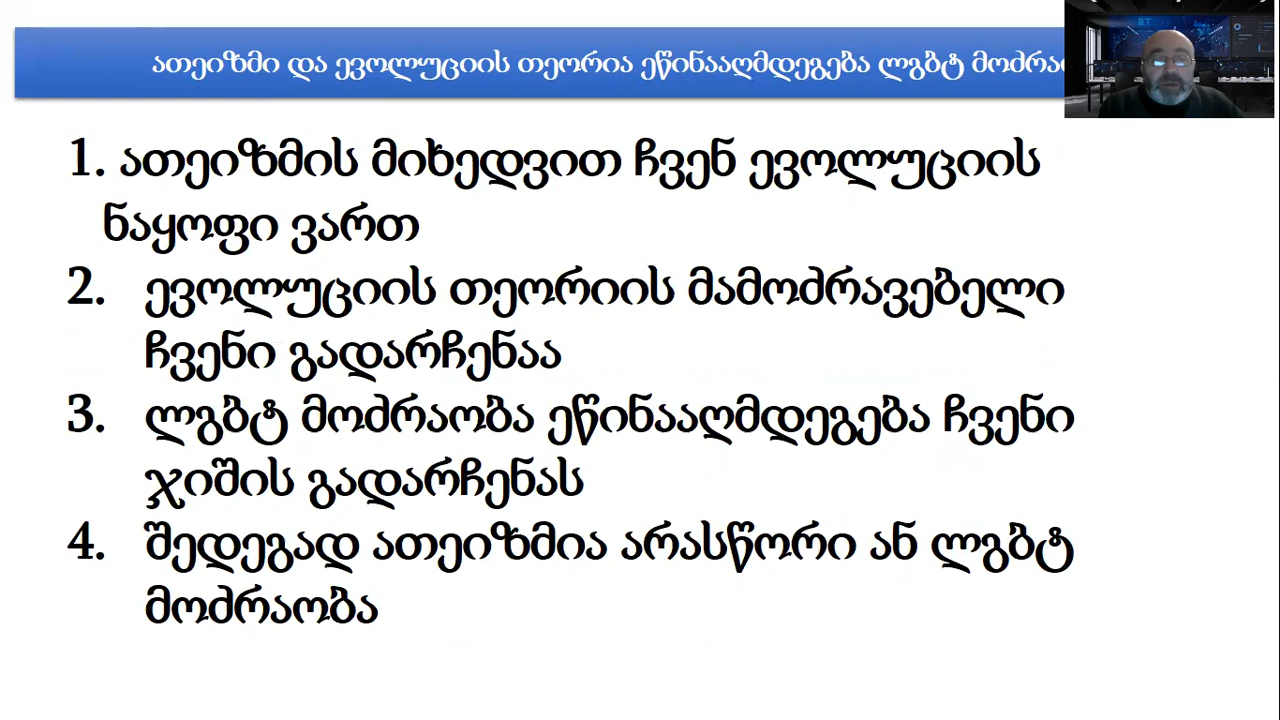 ათეიზმი და ევოლუციის თეორია ეწინააღმდეგება ლგბტ
1. ათეიზმის მიხედვით ჩვენ ევოლუციის
ნაყოფი ვართ
2. ევოლუციის თეორიის მამოძრავებელი
ჩვენი გადარჩენაა
3. ლგბტ მოძრაობა ეწინააღმდეგება ჩვენი
ჯიშის გადარჩენას
4. შედეგად ათეიზმია არასწორი ან ლგბტ
მოძრაობა